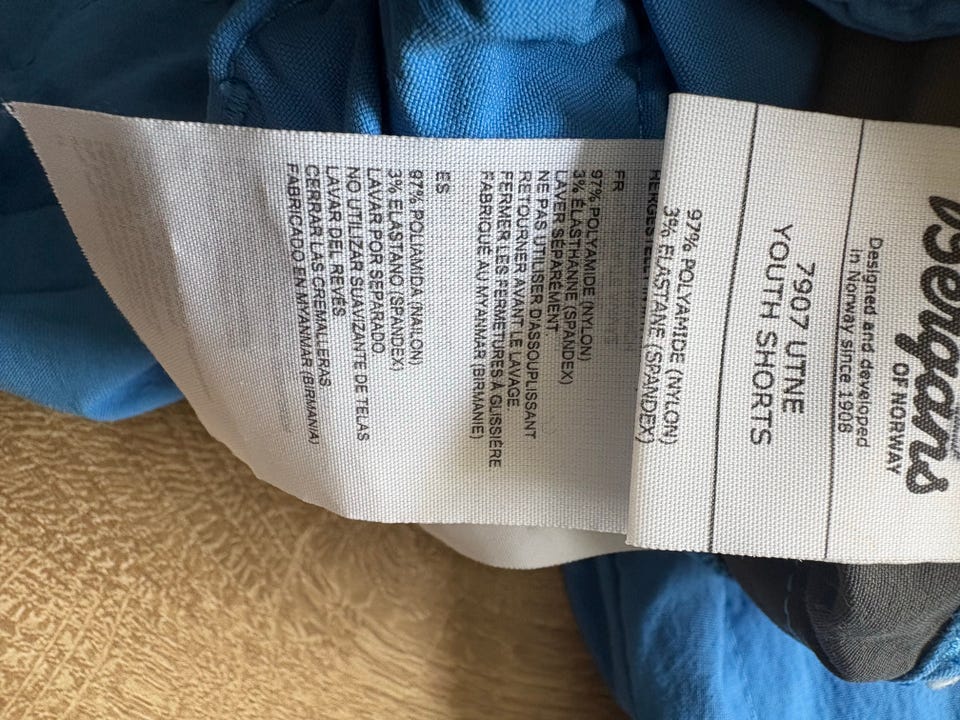 Bergans
OF NORWAY
Designed and developed
in Norway since 1908
7907 UTNE
YOUTH SHORTS
97% POLYAMIDE (NYLON)
3% ELASTANE (SPANDEX)
FR
97% POLYAMIDE (NYLON)
3% ÉLASTHANNE (SPANDEX)
LAVER SÉPARÉMENT.
NE PAS UTILISER D'ASSOUPLISSANT
RETOURNER AVANT LE LAVAGE
FERMER LES FERMETURES À GLISSIÈRE
FABRIQUÉ AU MYANMAR (BIRMANIE)
ES
97% POLIAMIDA (NAILON)
3% ELASTANO (SPANDEX)
LAVAR POR SEPARADO.
NO UTILIZAR SUAVIZANTE DE TELAS
LAVAR DEL REVÉS
CERRAR LAS CREMALLERAS
FABRICADO EN MYANMAR (BIRMANIA)